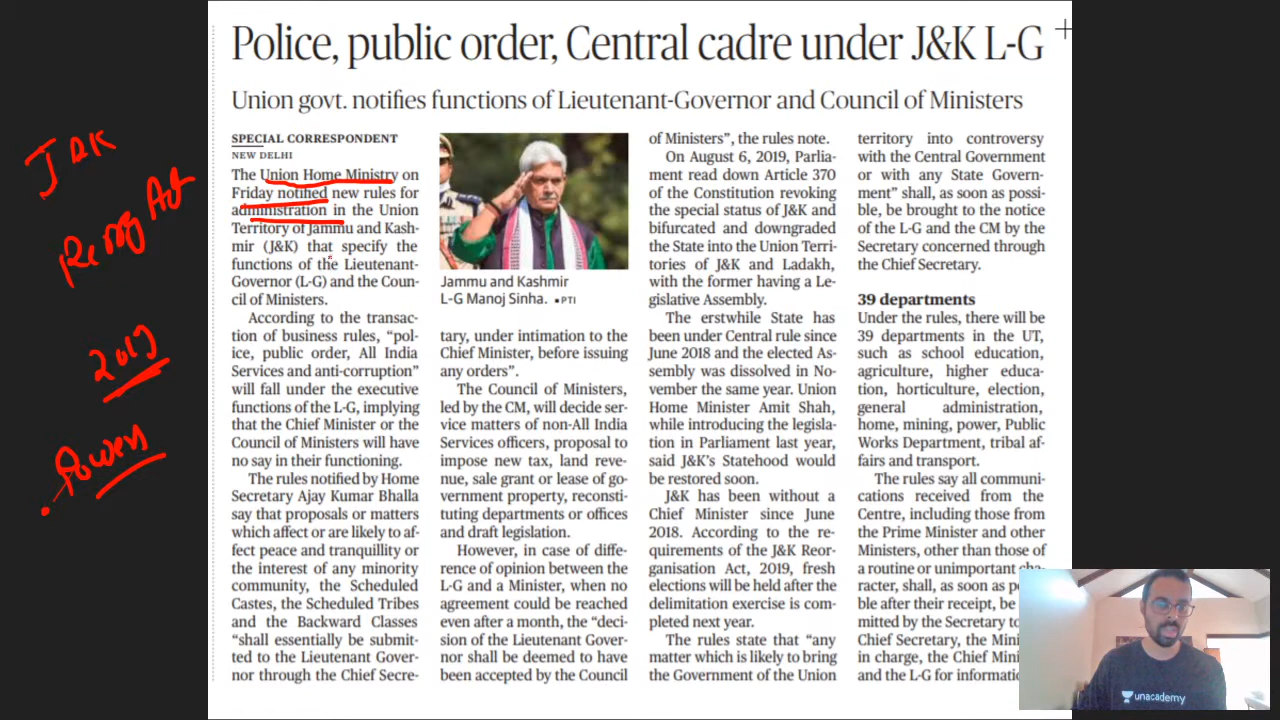 Police, public order, Central cadre under J&K L-G
Union govt. notifies functions of Lieutenant-Governor and Council of Ministers
SPECIAL CORRESPONDENT
NEW DELHI
The Union Home Ministry on
Friday notified new rules for
administration in the Union
Territory of Jammu and Kash-
mir (J&K) that specify the
functions of the Lieutenant-
Governor (L-G) and the Coun-
cil of Ministers.
According to the transac-
tion of business rules, “pol-
ice, public order, All India
Services and anti-corruption”
will fall under the executive
functions of the L-G, implying
that the Chief Minister or the
Council of Ministers will have
no say in their functioning.
The rules notified by Home
Secretary Ajay Kumar Bhalla
say that proposals or matters
which affect or are likely to af-
fect peace and tranquillity or
the interest of any minority
community, the Scheduled
Castes, the Scheduled Tribes
and the Backward Classes
“shall essentially be submit-
ted to the Lieutenant Gover-
nor through the Chief Secre-
Jammu and Kashmir
L-G Manoj Sinha. ▪PTI
tary, under intimation to the
Chief Minister, before issuing
any orders”.
The Council of Ministers,
led by the CM, will decide ser-
vice matters of non-All India
Services officers, proposal to
impose new tax, land reve-
nue, sale grant or lease of go-
vernment property, reconsti-
tuting departments or offices
and draft legislation.
However, in case of diffe-
rence of opinion between the
L-G and a Minister, when no
agreement could be reached
even after a month, the “deci-
sion of the Lieutenant Gover-
nor shall be deemed to have
been accepted by the Council
of Ministers”, the rules note.
On August 6, 2019, Parlia-
ment read down Article 370
of the Constitution revoking
the special status of J&K and
bifurcated and downgraded
the State into the Union Terri-
tories of J&K and Ladakh,
with the former having a Le-
gislative Assembly.
The erstwhile State has
been under Central rule since
June 2018 and the elected As-
sembly was dissolved in No-
vember the same year. Union
Home Minister Amit Shah,
while introducing the legisla-
tion in Parliament last year,
said J&K’s Statehood would
be restored soon.
J&K has been without a
Chief Minister since June
2018. According to the re-
quirements of the J&K Reor-
ganisation Act, 2019, fresh
elections will be held after the
delimitation exercise is com-
pleted next year.
The rules state that “any
matter which is likely to bring
the Government of the Union
territory into controversy
with the Central Government
or with any State Govern-
ment” shall, as soon as possi-
ble, be brought to the notice
of the L-G and the CM by the
Secretary concerned through
the Chief Secretary.
39 departments
Under the rules, there will be
39 departments in the UT,
such as school education,
agriculture, higher educa-
tion, horticulture, election,
general administration,
home, mining, power, Public
Works Department, tribal af-
fairs and transport.
The rules say all communi-
cations received from the
Centre, including those from
the Prime Minister and other
Ministers, other than those of
a routine or unimportant
racter, shall, as soon as
ble after their receipt, be
mitted by the Secretary
Chief Secretary, the
in charge, the Chief
and the L-G for
J&K
Reorg Act
2019
Powers
unacademy